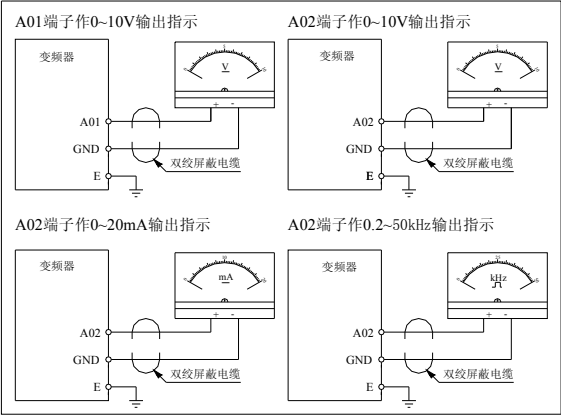 A01端子作0~10V输出指示
变频器
V
+ -
A01
GND
双绞屏蔽电缆
E
A02端子作0~10V输出指示
变频器
V
+ -
A02
GND
双绞屏蔽电缆
E
A02端子作0~20mA输出指示
变频器
mA
+ -
A02
GND
双绞屏蔽电缆
E
A02端子作0.2~50kHz输出指示
变频器
kHz
+ -
A02
GND
双绞屏蔽电缆
E